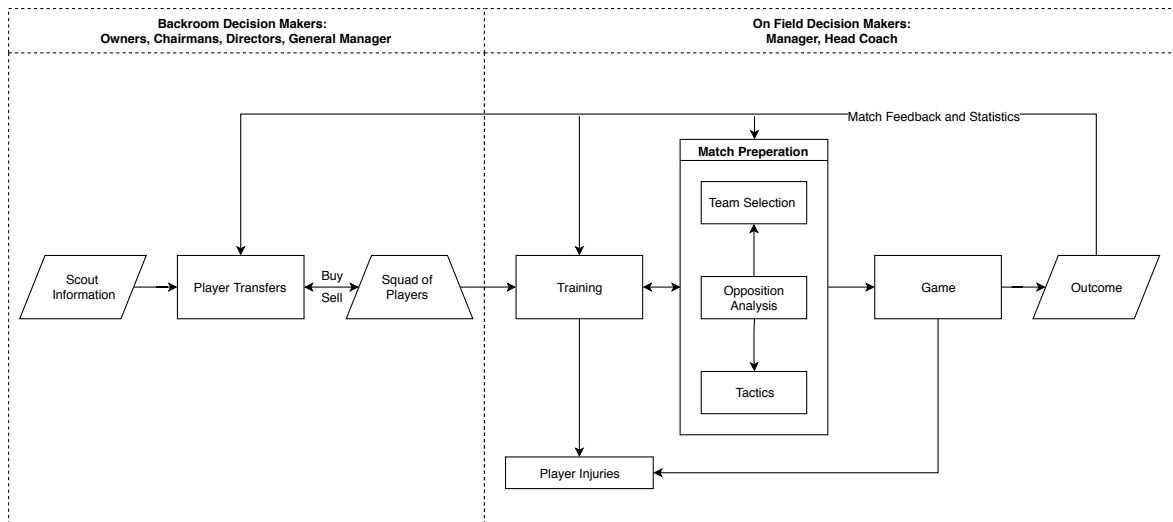 Backroom Decision Makers:
Owners, Chairmans, Directors, General Manager
On Field Decision Makers:
Manager, Head Coach
Match Feedback and Statistics
Match Preperation
Team Selection
Scout
Information
Player Transfers
Buy
Sell
Squad of
Players
Training
Opposition
Analysis
Game
Outcome
Tactics
Player Injuries